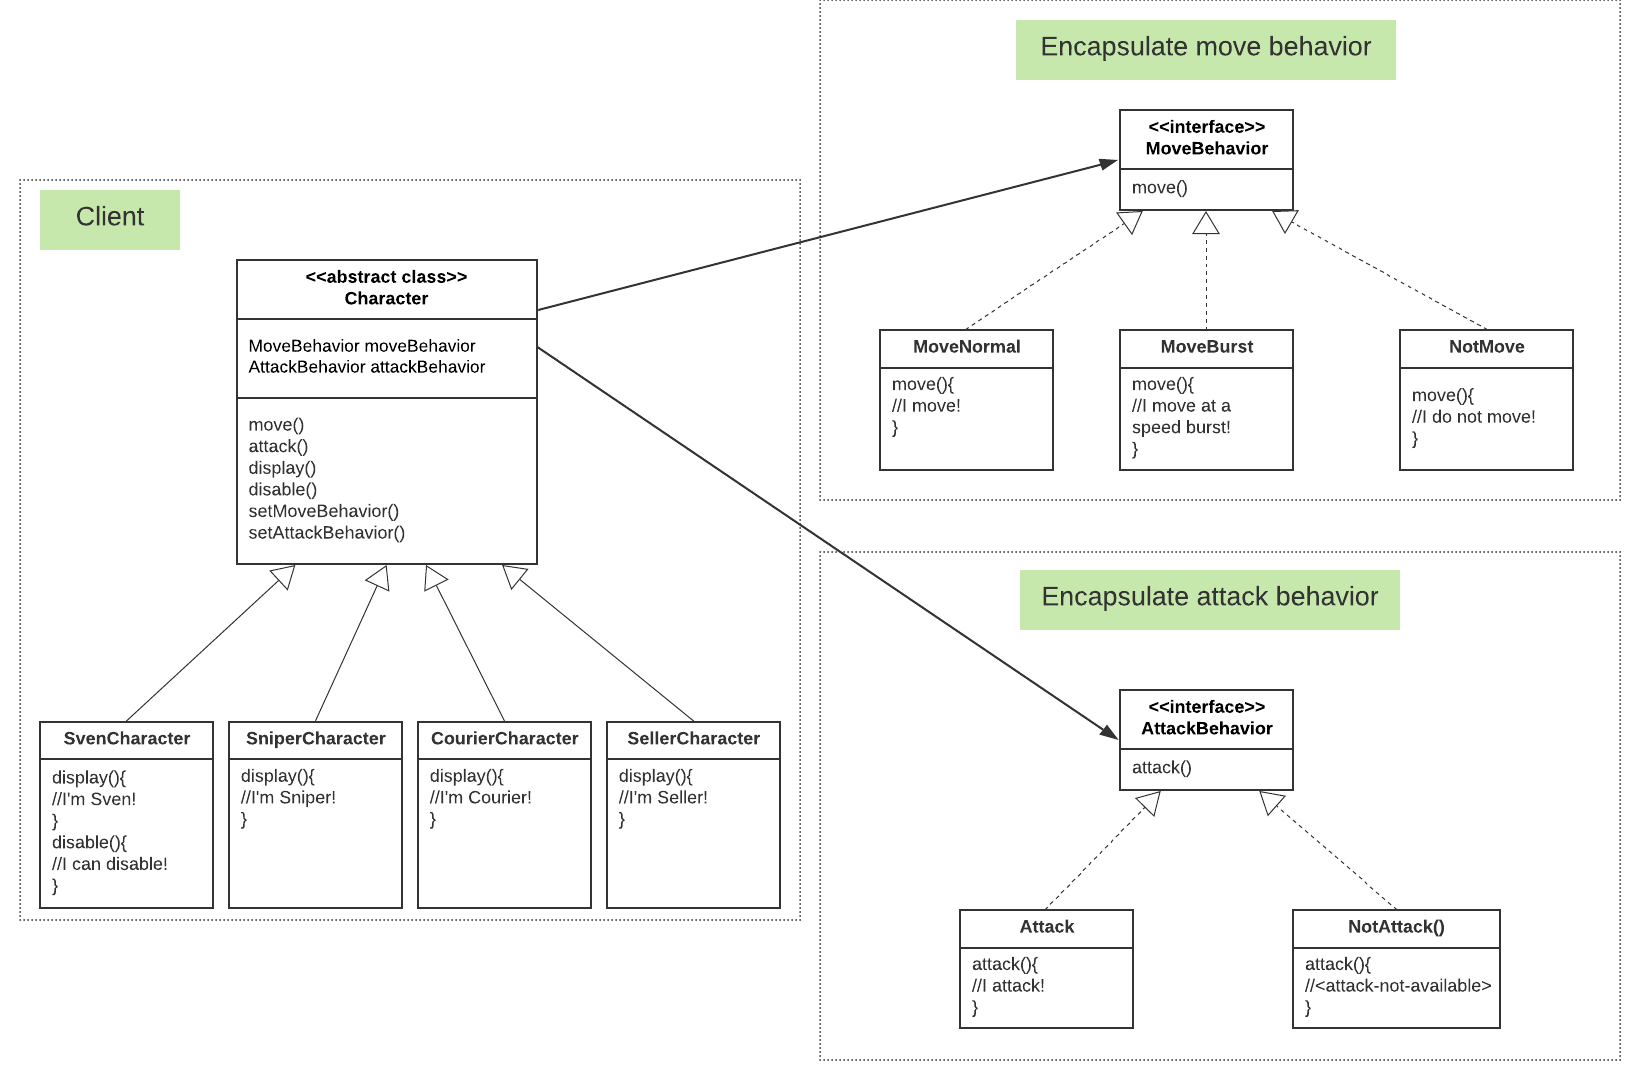 Encapsulate move behavior
<<interface>>
MoveBehavior
move()
MoveNormal
move(){
//I move!
}
MoveBurst
move(){
//I move at a
speed burst!
}
NotMove
move(){
//I do not move!
}
Client
<<abstract class>>
Character
MoveBehavior moveBehavior
AttackBehavior attackBehavior
move()
attack()
display()
disable()
setMoveBehavior()
setAttackBehavior()
SvenCharacter
display(){
//I'm Sven!
}
disable(){
//I can disable!
}
SniperCharacter
display(){
//I'm Sniper!
}
CourierCharacter
display(){
//I'm Courier!
}
SellerCharacter
display(){
//I'm Seller!
}
Encapsulate attack behavior
<<interface>>
AttackBehavior
attack()
Attack
attack(){
//I attack!
}
NotAttack()
attack(){
//<attack-not-available>
}